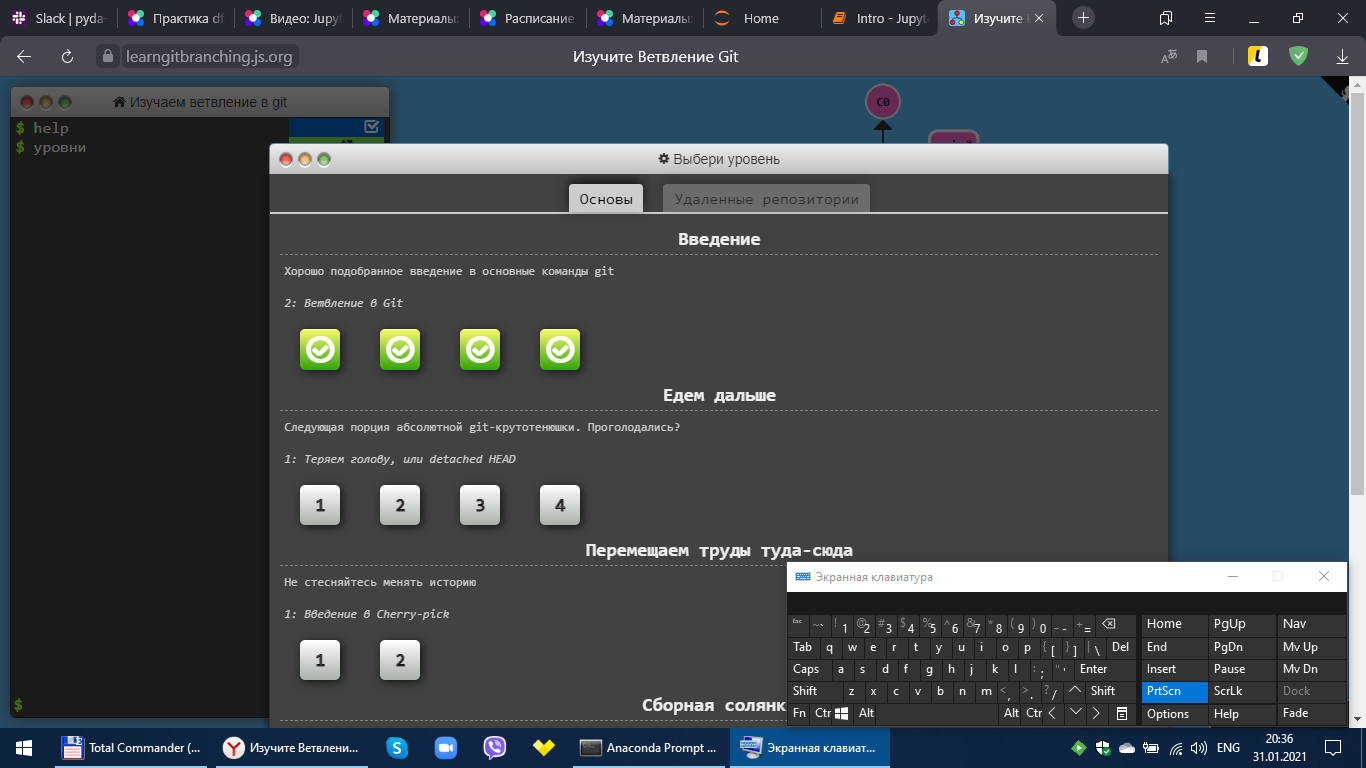 Slack | pyda-
Практика df
Видео: Jupy
Материалы:
Расписание
Материалы:
Home
Intro - Jupyt
Изучите
learngitbranching.js.org
Изучите Ветвление Git
Изучаем ветвление в git
$ help
$ уровни
C0
Выбери уровень
Основы
Удаленные репозитории
Введение
Хорошо подобранное введение в основные команды git
2: Ветвление в Git
Едем дальше
Следующая порция абсолютной git-крутотенюшки. Проголодались?
1: Теряем голову, или detached HEAD
1 2 3 4
Перемещаем труды туда-сюда
Не стесняйтесь менять историю
1: Введение в Cherry-pick
1 2
Сборная солянк
$
Экранная клавиатура
Esc ~ ` ! 1 @ 2 # 3 $ 4 % 5 ^ 6 & 7 * 8 ( 9 ) 0 _ - + = Home PgUp Nav
Tab q w e r t y u i o p { [ } ] | \ Del End PgDn Mv Up
Caps a s d f g h j k l : ; " ' Enter Insert Pause Mv Dn
Shift z x c v b n m < , > . ? / Shift PrtScn ScrLk Dock
Fn Ctr Alt Alt Ctr Options Help Fade
Total Commander (...
Изучите Ветвлени...
Anaconda Prompt ...
Экранная клавиат...
ENG
20:36
31.01.2021